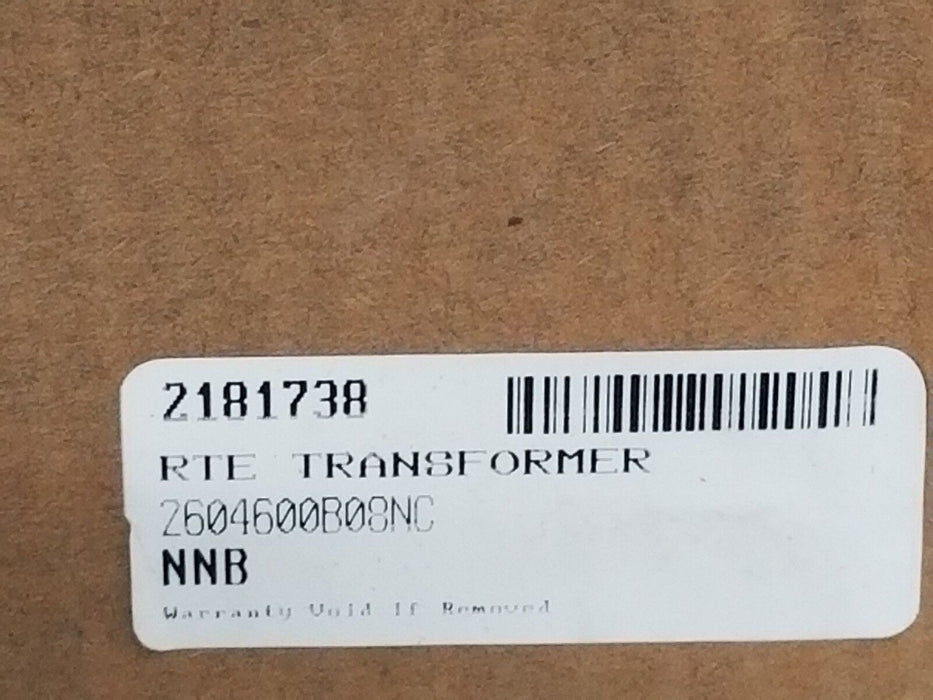 2181738
RTE TRANSFORMER
2604600B08NC
NNB
Warranty Void If Removed